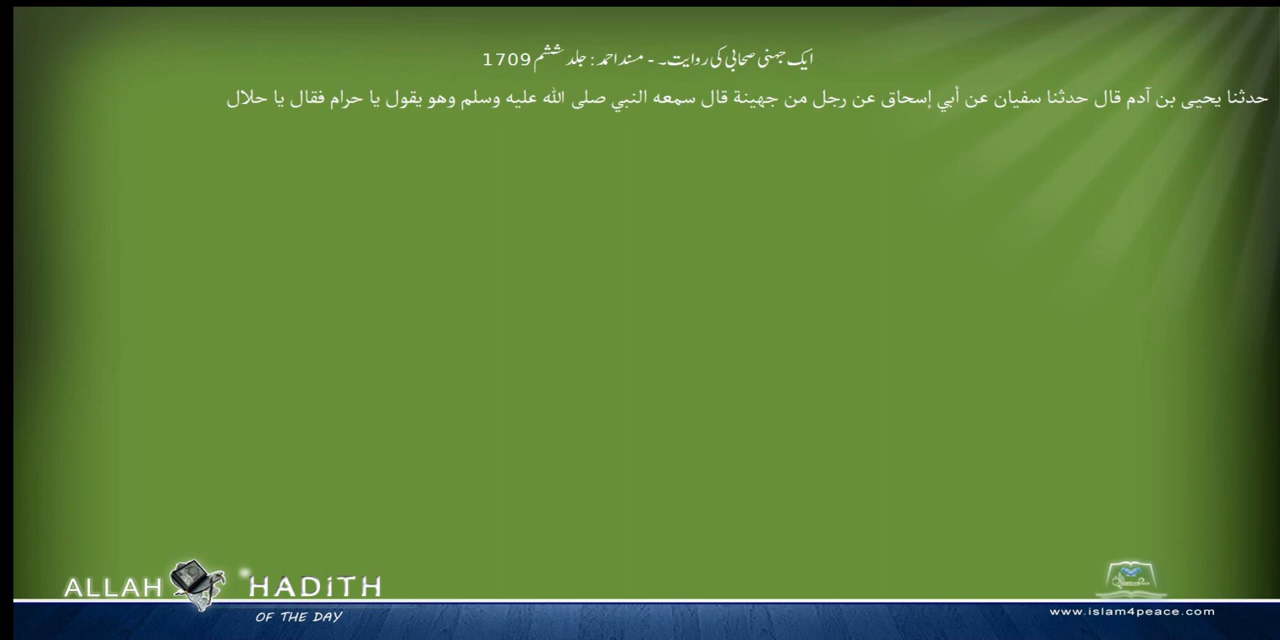 ایک جہنی صحابی کی روایت۔ - مسند احمد : جلد ششم 1709
حدثنا يحيى بن آدم قال حدثنا سفيان عن أبي إسحاق عن رجل من جهينة قال سمعه النبي صلى الله عليه وسلم وهو يقول يا حرام فقال يا حلال
ALLAH HADiTH
OF THE DAY
www.islam4peace.com